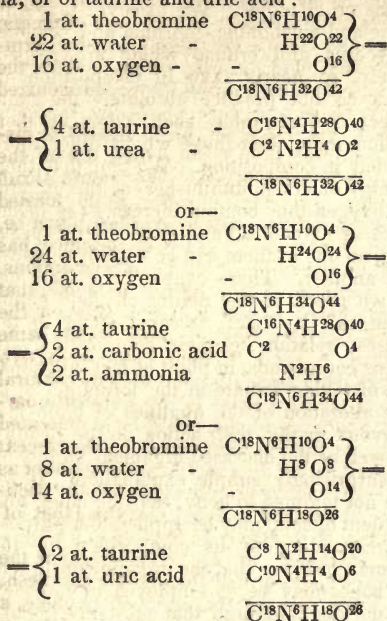 or of taurine and uric acid :
1 at. theobromine C¹⁸N⁶H¹⁰O⁴
22 at. water - H²²O²²
16 at. oxygen - - O¹⁶
=
C¹⁸N⁶H³²O⁴²
= 4 at. taurine - C¹⁶N⁴H²⁸O⁴⁰
1 at. urea - C² N²H⁴ O²
C¹⁸N⁶H³²O⁴²
or—
1 at. theobromine C¹⁸N⁶H¹⁰O⁴
24 at. water - H²⁴O²⁴
16 at. oxygen - O¹⁶
=
C¹⁸N⁶H³⁴O⁴⁴
= 4 at. taurine C¹⁶N⁴H²⁸O⁴⁰
2 at. carbonic acid C² O⁴
2 at. ammonia N²H⁶
C¹⁸N⁶H³⁴O⁴⁴
or—
1 at. theobromine C¹⁸N⁶H¹⁰O⁴
8 at. water - H⁸ O⁸
14 at. oxygen - O¹⁴
=
C¹⁸N⁶H¹⁸O²⁶
= 2 at. taurine C⁸ N²H¹⁴O²⁰
1 at. uric acid C¹⁰N⁴H⁴ O⁶
C¹⁸N⁶H¹⁸O²⁶